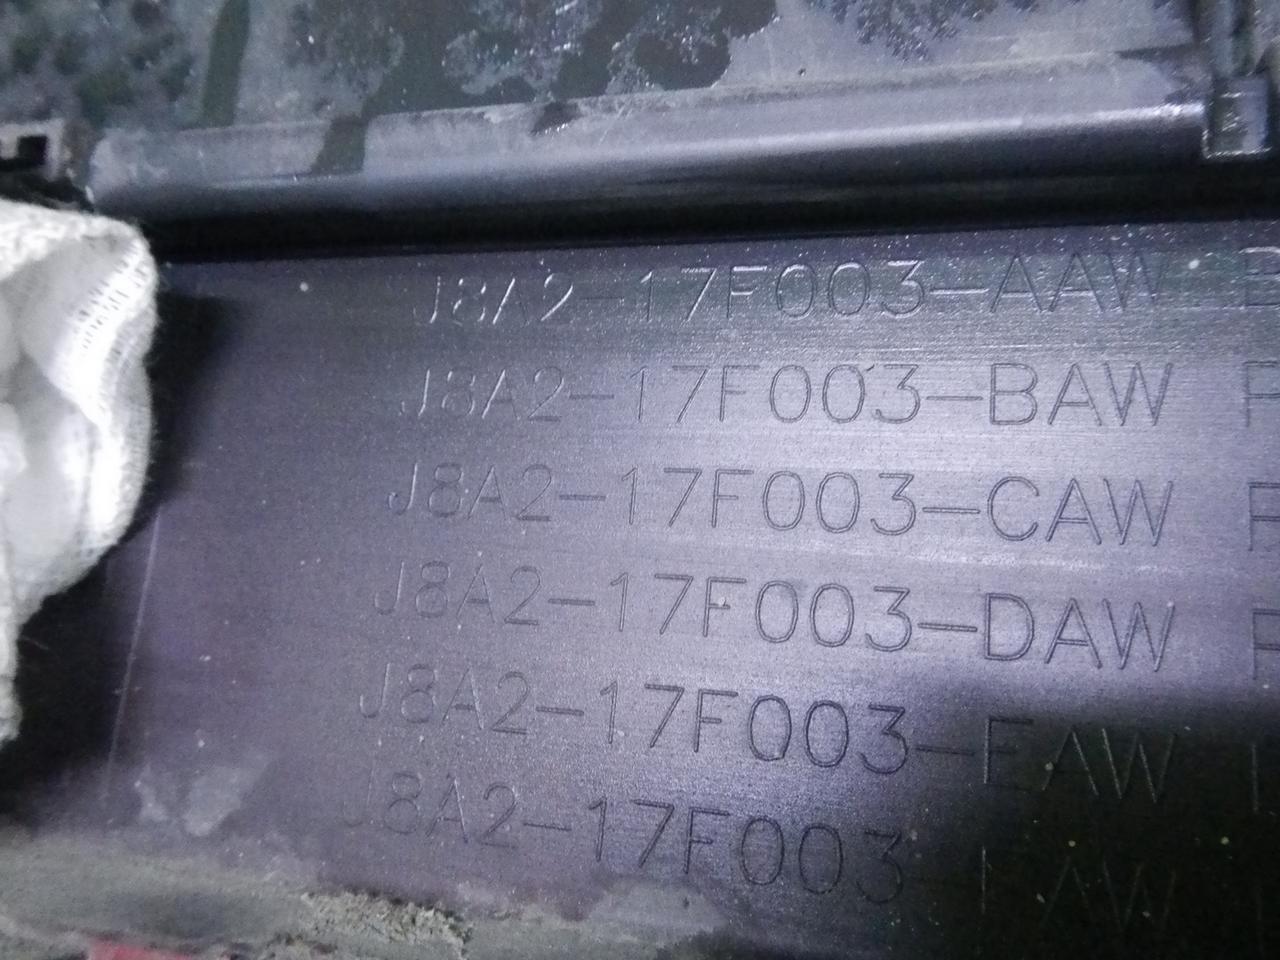 J8A2-17F003-AAW
J8A2-17F003-BAW
J8A2-17F003-CAW
J8A2-17F003-DAW
J8A2-17F003-EAW
J8A2-17F003